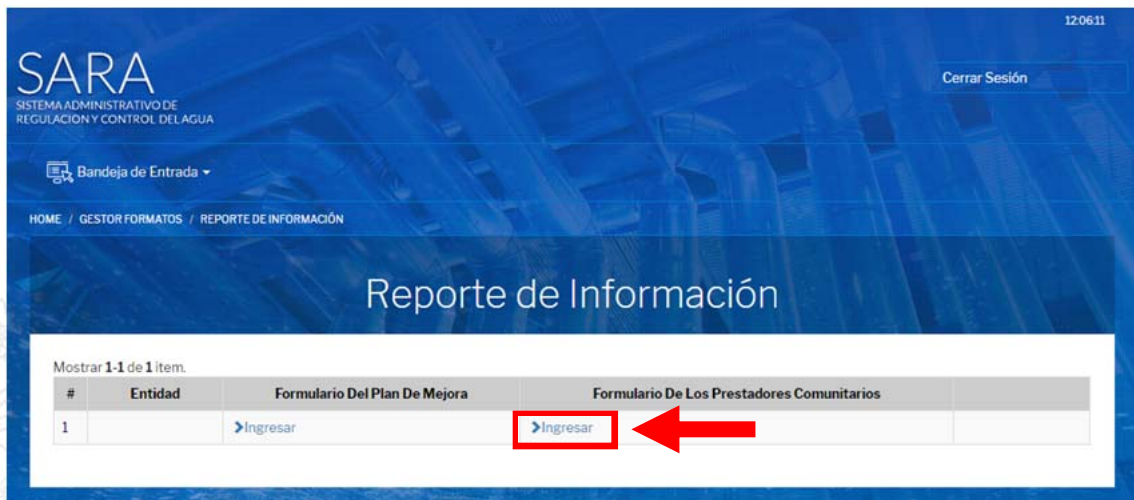 12:06:11
SARA
SISTEMA ADMINISTRATIVO DE
REGULACION Y CONTROL DEL AGUA
Cerrar Sesión
Bandeja de Entrada
HOME / GESTOR FORMATOS / REPORTE DE INFORMACIÓN
Reporte de Información
Mostrar 1-1 de 1 item.
# Entidad Formulario Del Plan De Mejora Formulario De Los Prestadores Comunitarios
1 Ingresar Ingresar